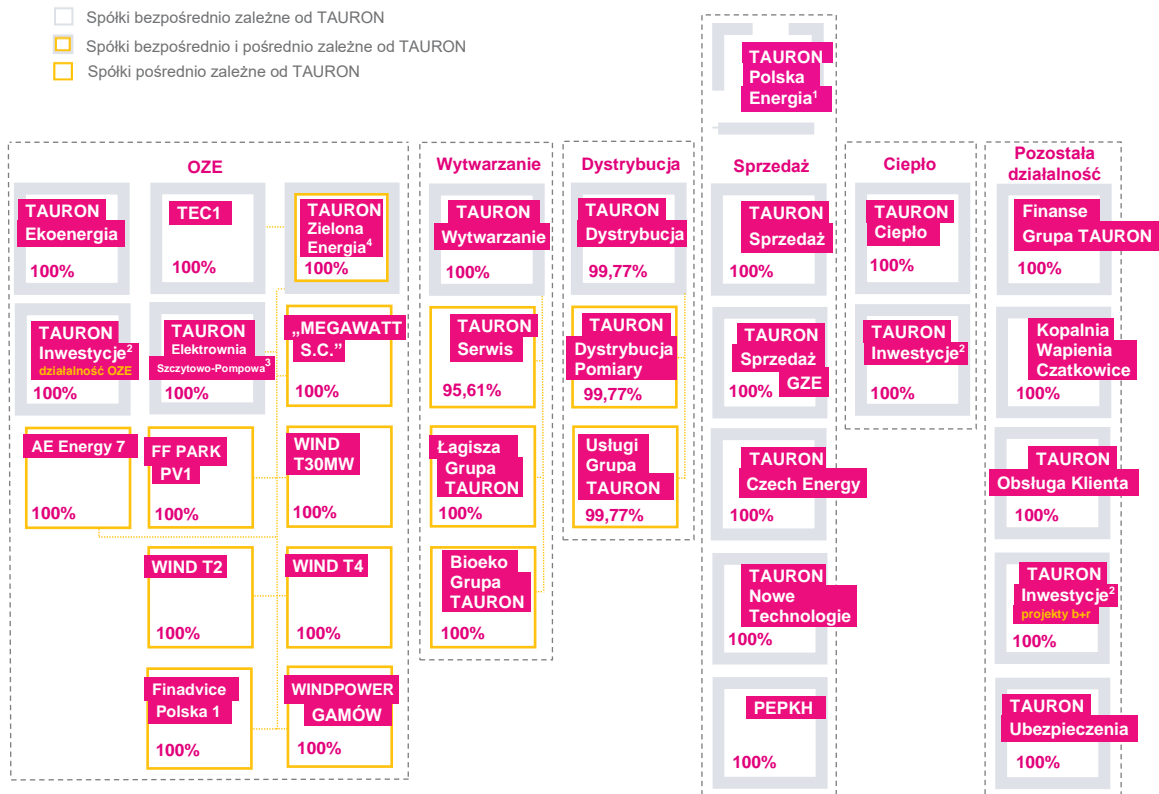 Spółki bezpośrednio zależne od TAURON
Spółki bezpośrednio i pośrednio zależne od TAURON
Spółki pośrednio zależne od TAURON
TAURON
Polska
Energia¹
OZE
TAURON
Ekoenergia
100%
TEC1
100%
TAURON
Zielona
Energia⁴
100%
TAURON
Inwestycje²
działalność OZE
100%
TAURON
Elektrownia
Szczytowo-Pompowa³
100%
„MEGAWATT
S.C.”
100%
AE Energy 7
100%
FF PARK
PV1
100%
WIND
T30MW
100%
WIND T2
100%
WIND T4
100%
Finadvice
Polska 1
100%
WINDPOWER
GAMÓW
100%
Wytwarzanie
TAURON
Wytwarzanie
100%
TAURON
Serwis
95,61%
Łagisza
Grupa
TAURON
100%
Bioeko
Grupa
TAURON
100%
Dystrybucja
TAURON
Dystrybucja
99,77%
TAURON
Dystrybucja
Pomiary
99,77%
Usługi
Grupa
TAURON
99,77%
Sprzedaż
TAURON
Sprzedaż
100%
TAURON
Sprzedaż
GZE
100%
TAURON
Czech Energy
100%
TAURON
Nowe
Technologie
100%
PEPKH
100%
Ciepło
TAURON
Ciepło
100%
TAURON
Inwestycje²
100%
Pozostała
działalność
Finanse
Grupa TAURON
100%
Kopalnia
Wapienia
Czatkowice
100%
TAURON
Obsługa Klienta
100%
TAURON
Inwestycje²
projekty b+r
100%
TAURON
Ubezpieczenia
100%